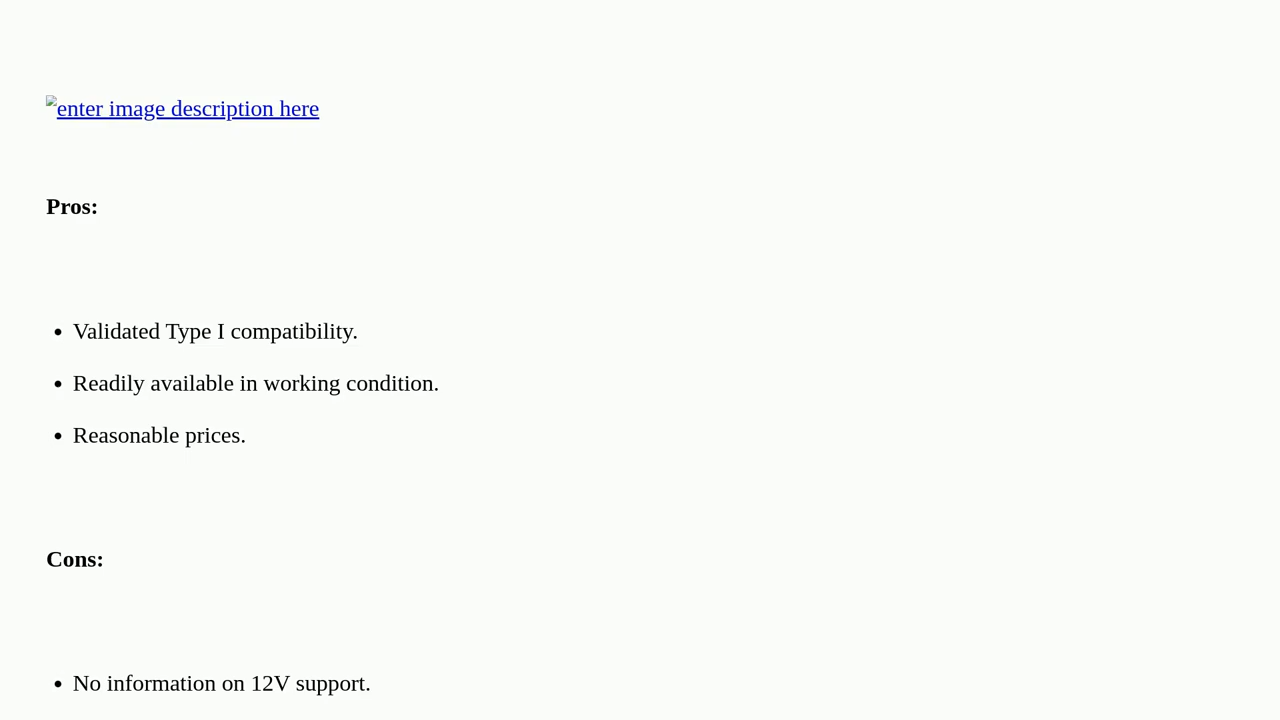 enter image description here
Pros:
Validated Type I compatibility.
Readily available in working condition.
Reasonable prices.
Cons:
No information on 12V support.